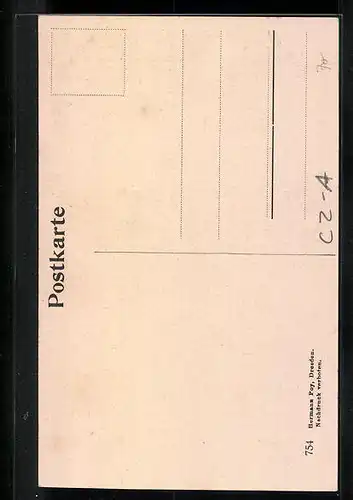 Postkarte
754 Hermann Poy, Dresden.
Nachdruck verboten.
CZ-A